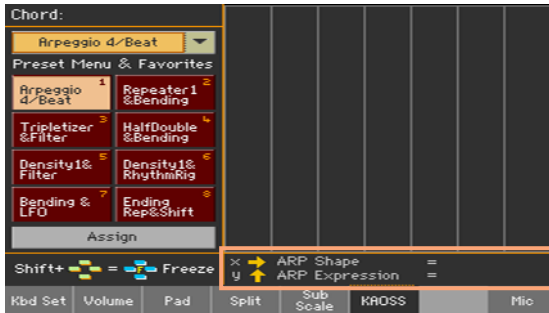 Chord:
Arpeggio 4/Beat
Preset Menu & Favorites
Arpeggio 1
4/Beat
Repeater1 2
&Bending
Tripletizer 3
&Filter
HalfDouble 4
&Bending
Density1& 5
Filter
Density1& 6
RhythmRig
Bending & 7
LFO
Ending 8
Rep&Shift
Assign
Shift+ = F Freeze
x ARP Shape =
y ARP Expression =
Kbd Set Volume Pad Split Sub Scale KAOSS Mic